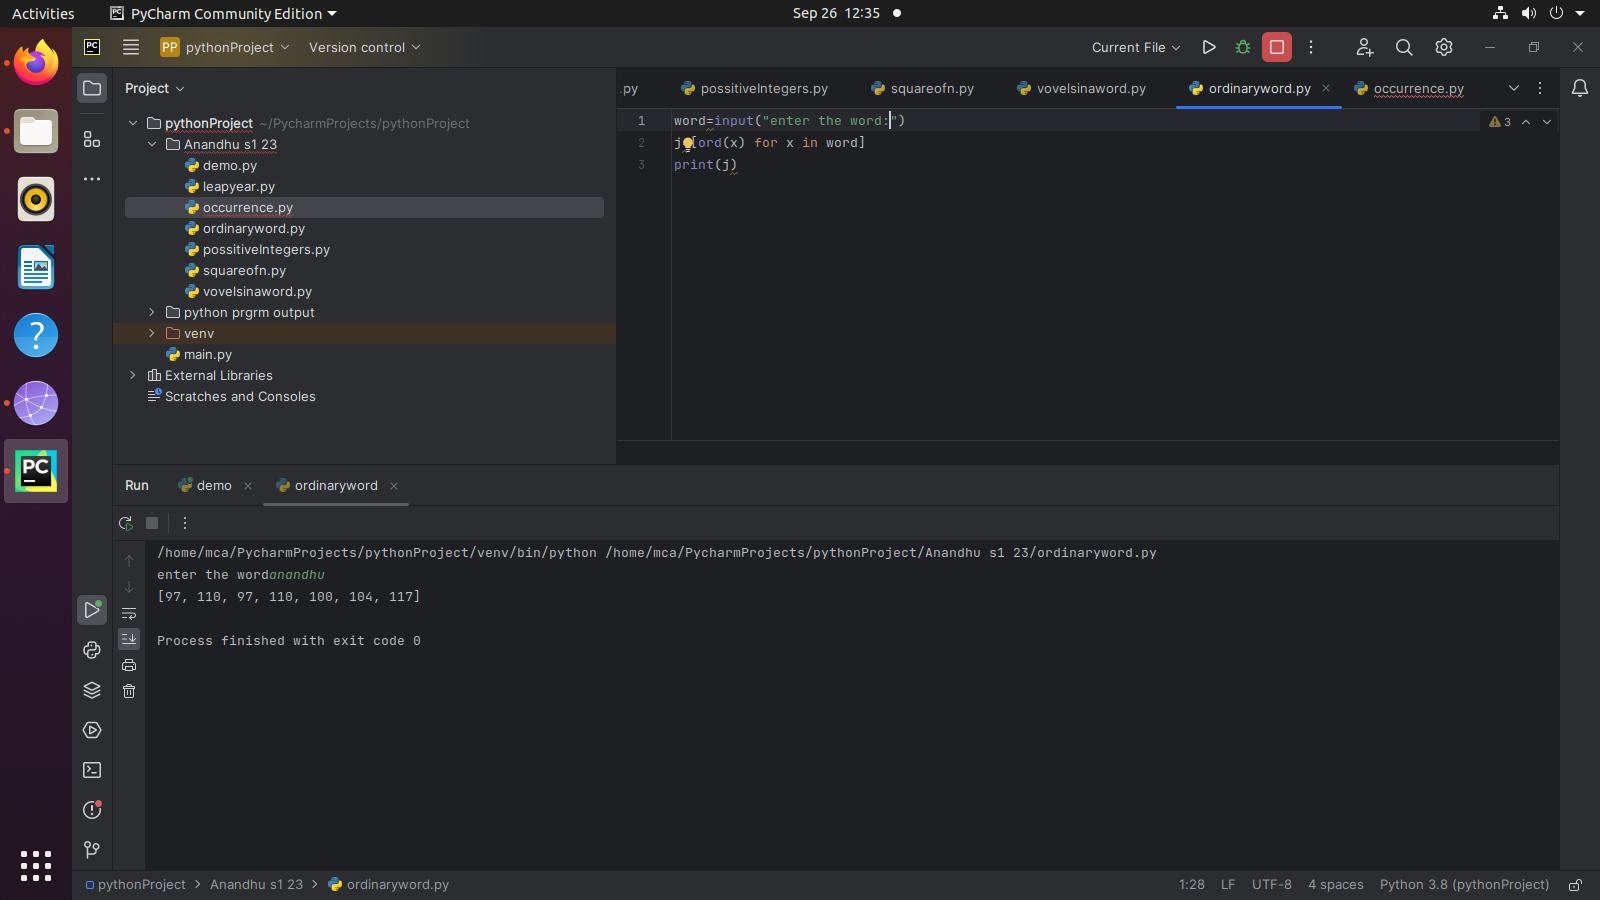 Activities
PyCharm Community Edition
Sep 26 12:35
PC
PP pythonProject
Version control
Current File
Project
.py
possitiveIntegers.py
squareofn.py
vovelsinaword.py
ordinaryword.py
occurrence.py
pythonProject ~/PycharmProjects/pythonProject
Anandhu s1 23
demo.py
leapyear.py
occurrence.py
ordinaryword.py
possitiveIntegers.py
squareofn.py
vovelsinaword.py
python prgrm output
venv
main.py
External Libraries
Scratches and Consoles
1 word=input("enter the word:")
2 j [ord(x) for x in word]
3 print(j)
3
PC
Run
demo
ordinaryword
/home/mca/PycharmProjects/pythonProject/venv/bin/python /home/mca/PycharmProjects/pythonProject/Anandhu s1 23/ordinaryword.py
enter the wordanandhu
[97, 110, 97, 110, 100, 104, 117]
Process finished with exit code 0
pythonProject > Anandhu s1 23 > ordinaryword.py
1:28 LF UTF-8 4 spaces Python 3.8 (pythonProject)